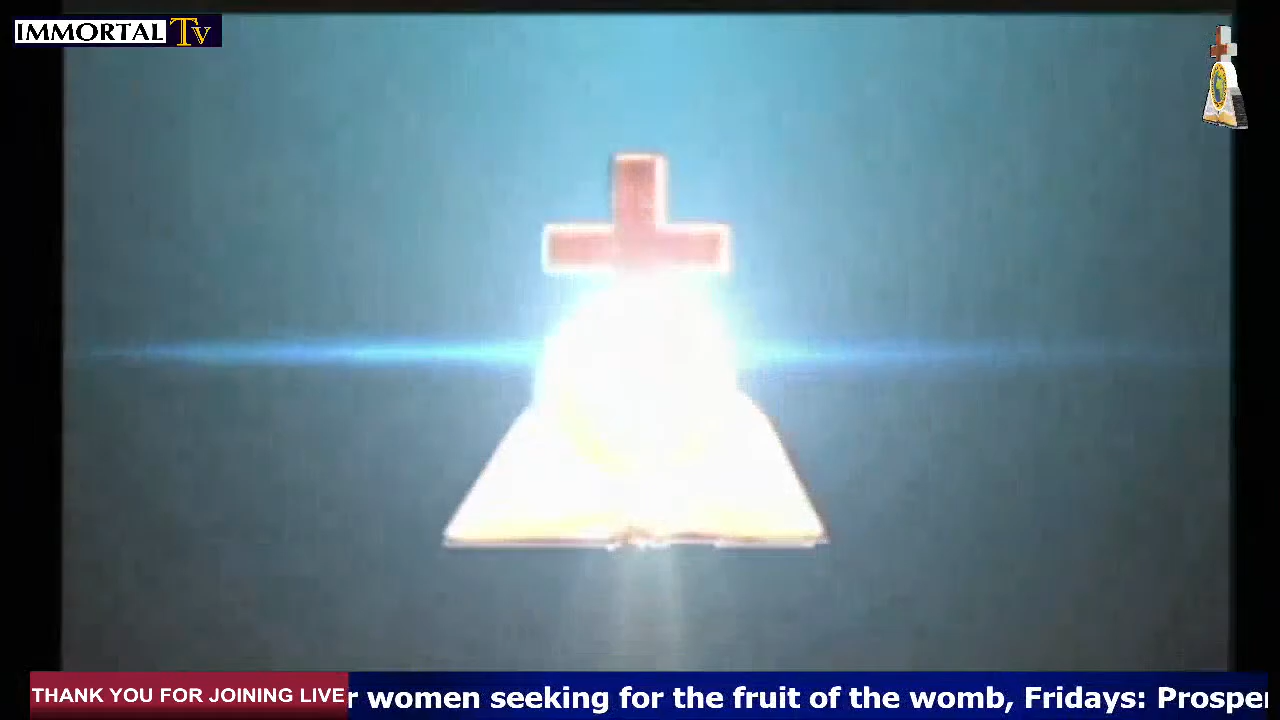 IMMORTAL Tv
THANK YOU FOR JOINING LIVE
r women seeking for the fruit of the womb, Fridays: Prosper